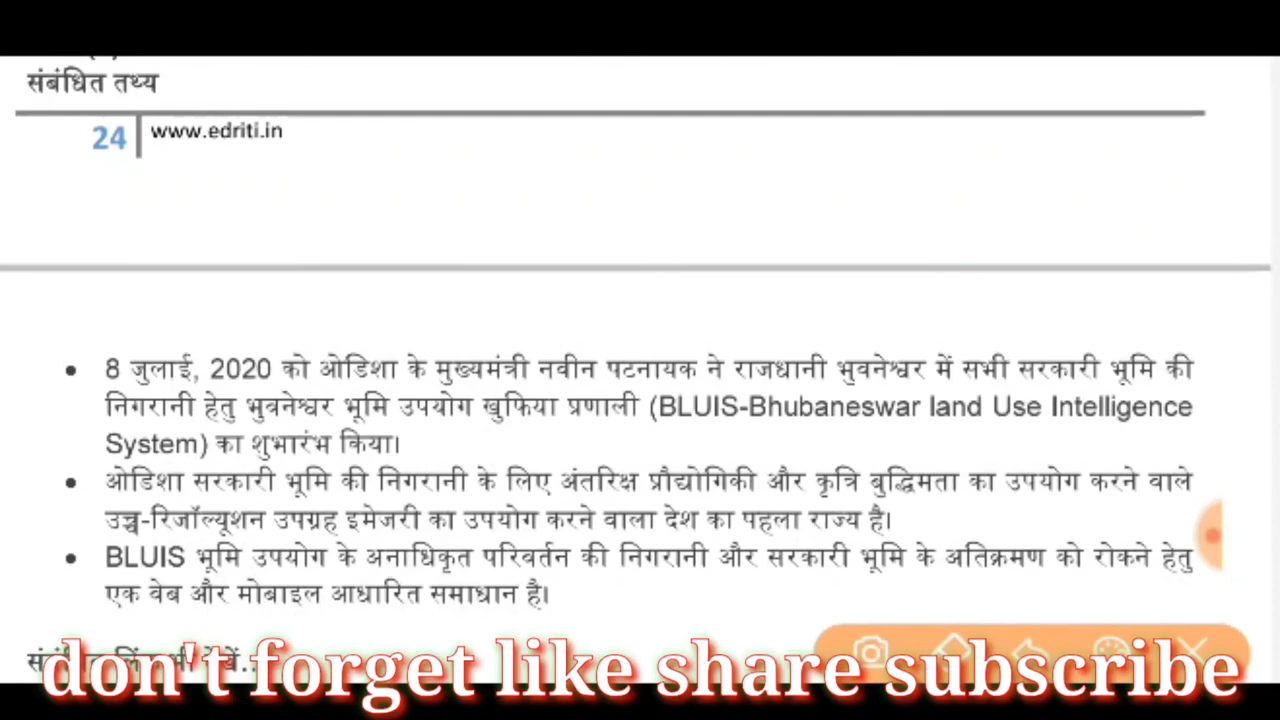 संबंधित तथ्य
24 www.edriti.in
• 8 जुलाई, 2020 को ओडिशा के मुख्यमंत्री नवीन पटनायक ने राजधानी भुवनेश्वर में सभी सरकारी भूमि की
निगरानी हेतु भुवनेश्वर भूमि उपयोग खुफिया प्रणाली (BLUIS-Bhubaneswar land Use Intelligence
System) का शुभारंभ किया।
• ओडिशा सरकारी भूमि की निगरानी के लिए अंतरिक्ष प्रौद्योगिकी और कृत्रि बुद्धिमता का उपयोग करने वाले
उच्च-रिजॉल्यूशन उपग्रह इमेजरी का उपयोग करने वाला देश का पहला राज्य है।
• BLUIS भूमि उपयोग के अनाधिकृत परिवर्तन की निगरानी और सरकारी भूमि के अतिक्रमण को रोकने हेतु
एक वेब और मोबाइल आधारित समाधान है।
don't forget like share subscribe